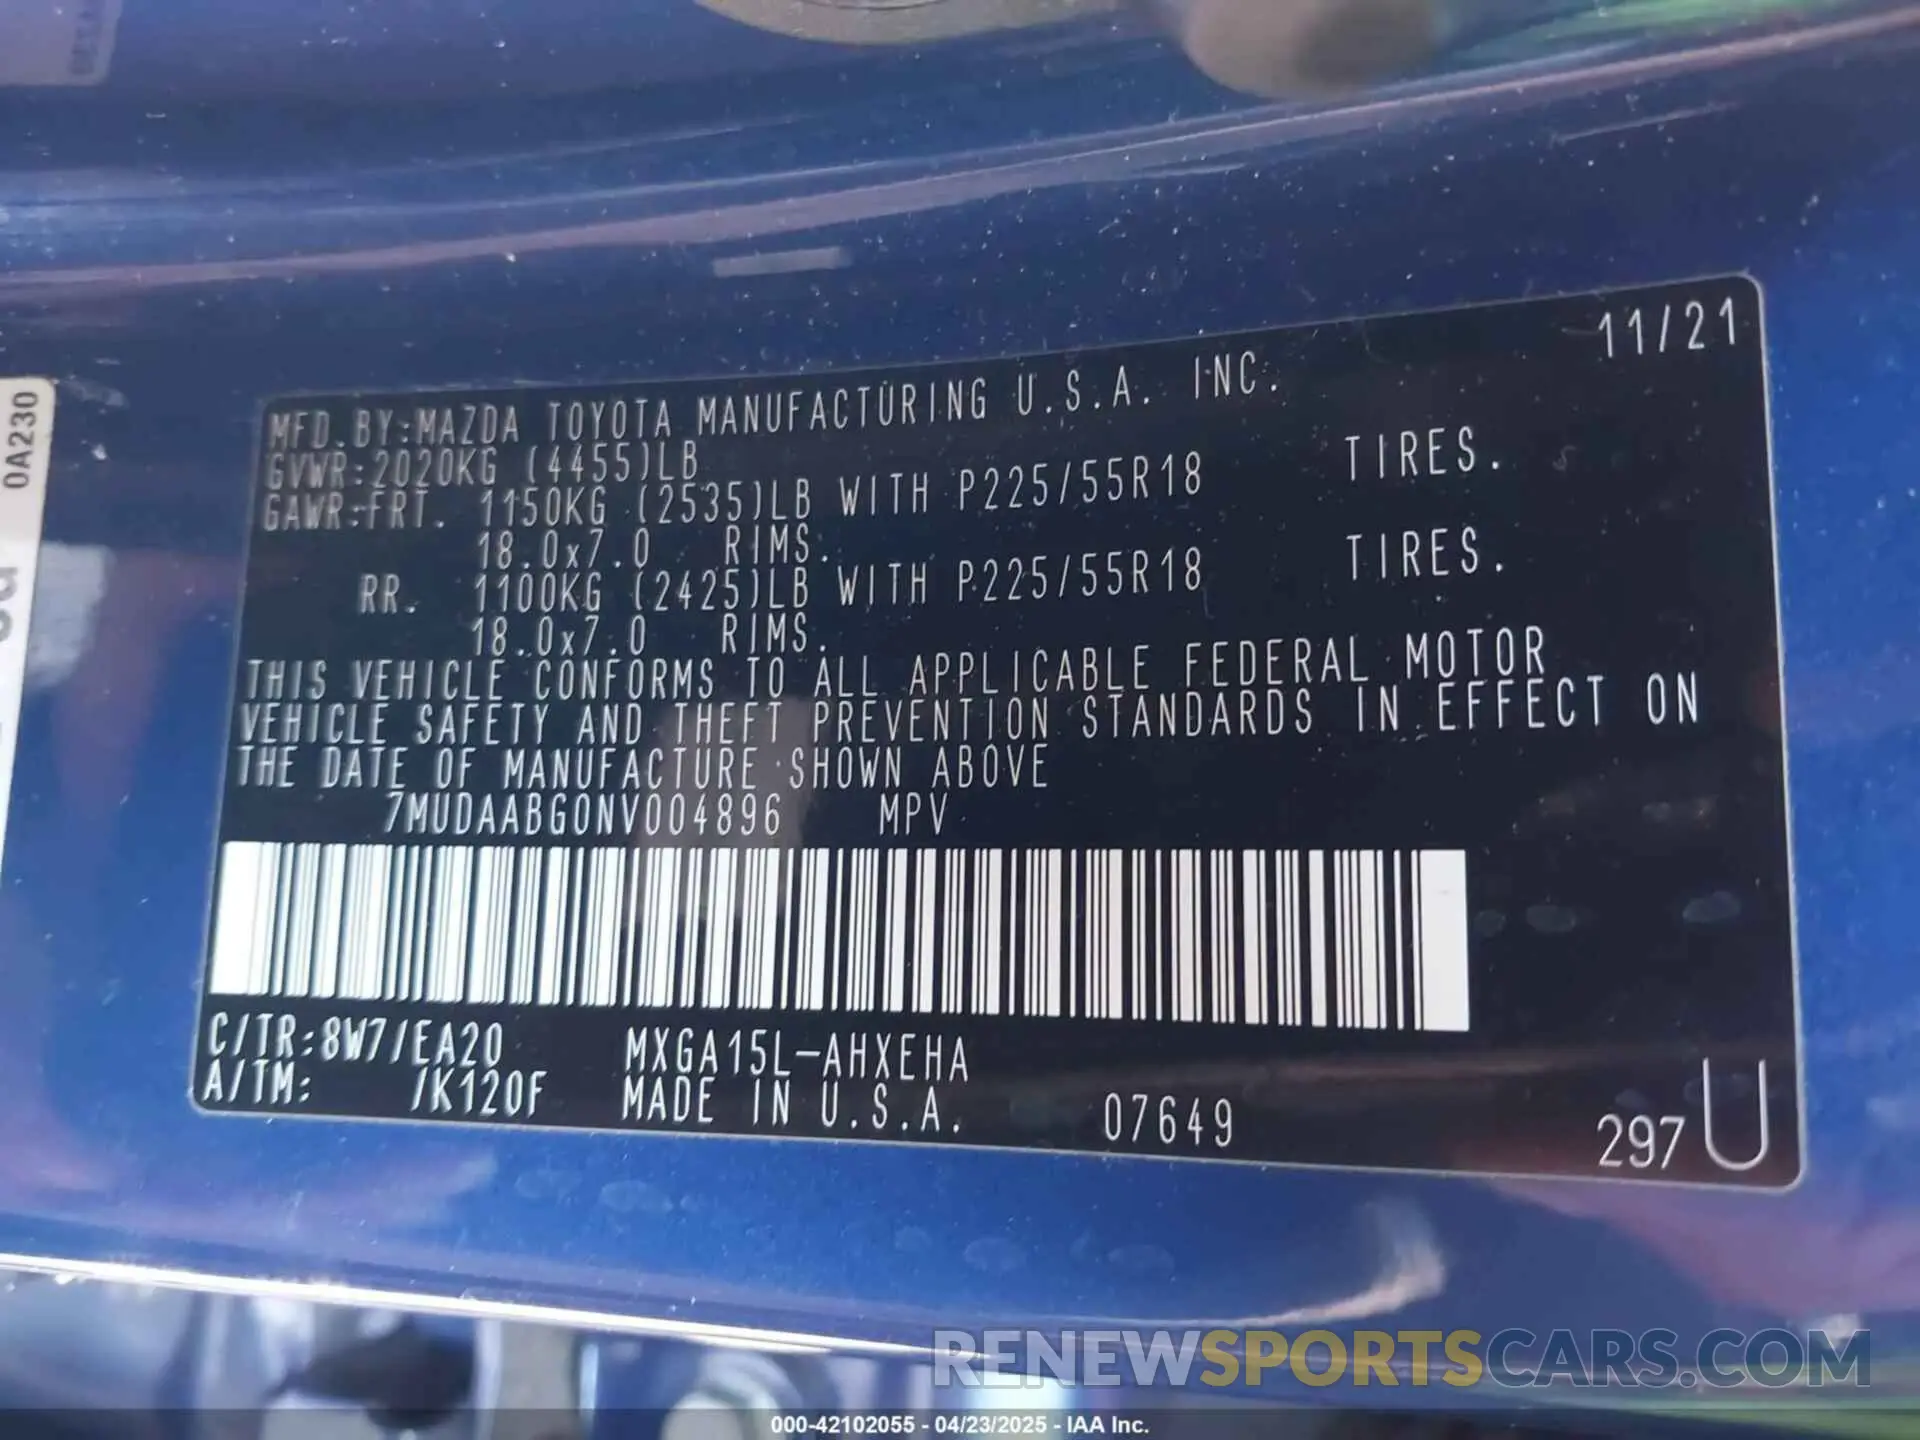 11/21
MFD.BY:MAZDA TOYOTA MANUFACTURING U.S.A. INC.
GVWR:2020KG (4455)LB
GAWR:FRT. 1150KG (2535)LB WITH P225/55R18 TIRES.
18.0x7.0 RIMS.
RR. 1100KG (2425)LB WITH P225/55R18 TIRES.
18.0x7.0 RIMS.
THIS VEHICLE CONFORMS TO ALL APPLICABLE FEDERAL MOTOR
VEHICLE SAFETY AND THEFT PREVENTION STANDARDS IN EFFECT ON
THE DATE OF MANUFACTURE SHOWN ABOVE
7MUDAABG0NV004896 MPV
C/TR:8W7/EA20 MXGA15L-AHXEHA
A/TM: /K120F MADE IN U.S.A. 07649 297 U
0A230
RENEWSPORTSCARS.COM
000-42102055 - 04/23/2025 - IAA Inc.